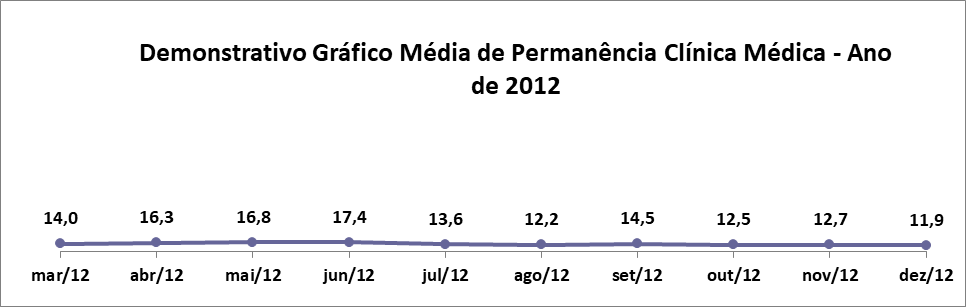 Demonstrativo Gráfico Média de Permanência Clínica Médica - Ano
de 2012
14,0 16,3 16,8 17,4 13,6 12,2 14,5 12,5 12,7 11,9
mar/12 abr/12 mai/12 jun/12 jul/12 ago/12 set/12 out/12 nov/12 dez/12